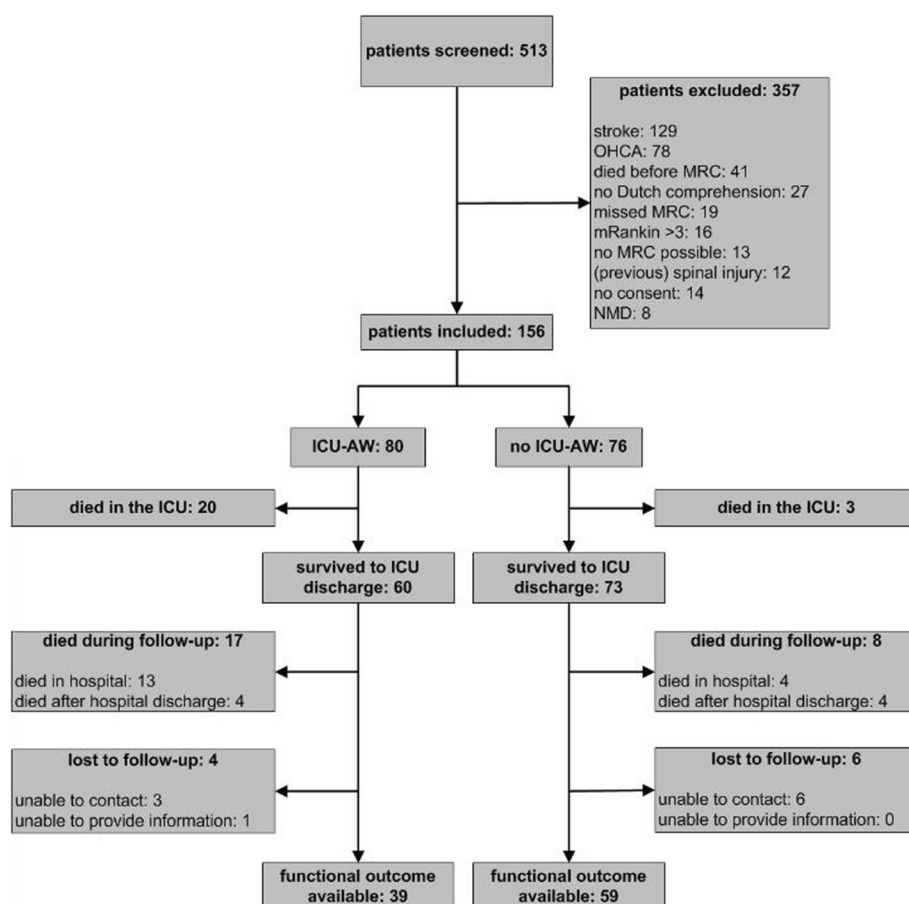 patients screened: 513
patients excluded: 357
stroke: 129
OHCA: 78
died before MRC: 41
no Dutch comprehension: 27
missed MRC: 19
mRankin >3: 16
no MRC possible: 13
(previous) spinal injury: 12
no consent: 14
NMD: 8
patients included: 156
ICU-AW: 80
no ICU-AW: 76
died in the ICU: 20
died in the ICU: 3
survived to ICU
discharge: 60
survived to ICU
discharge: 73
died during follow-up: 17
died in hospital: 13
died after hospital discharge: 4
died during follow-up: 8
died in hospital: 4
died after hospital discharge: 4
lost to follow-up: 4
unable to contact: 3
unable to provide information: 1
lost to follow-up: 6
unable to contact: 6
unable to provide information: 0
functional outcome
available: 39
functional outcome
available: 59